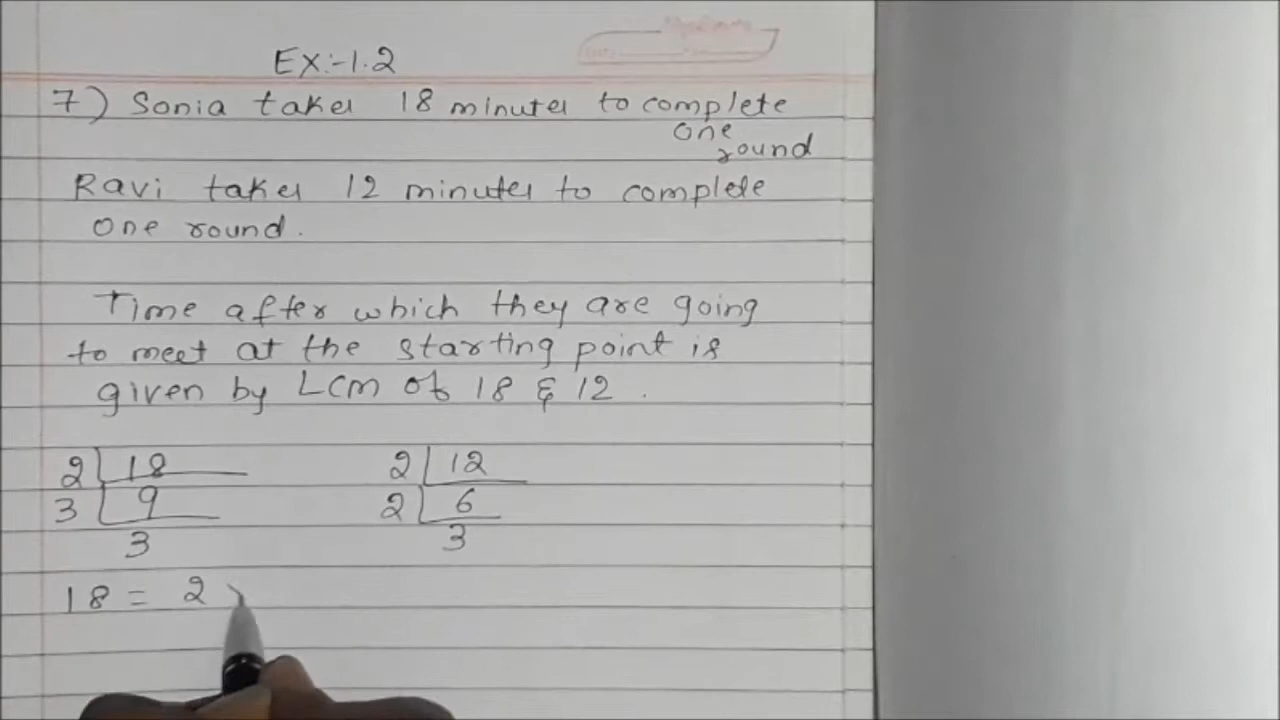 EX:-1.2
7) Sonia takes 18 minutes to complete
one
round
Ravi takes 12 minutes to complete
one round.
Time after which they are going
to meet at the starting point is
given by LCM of 18 & 12.
2 18 2 12
3 9 2 6
3 3
18 = 2 ×